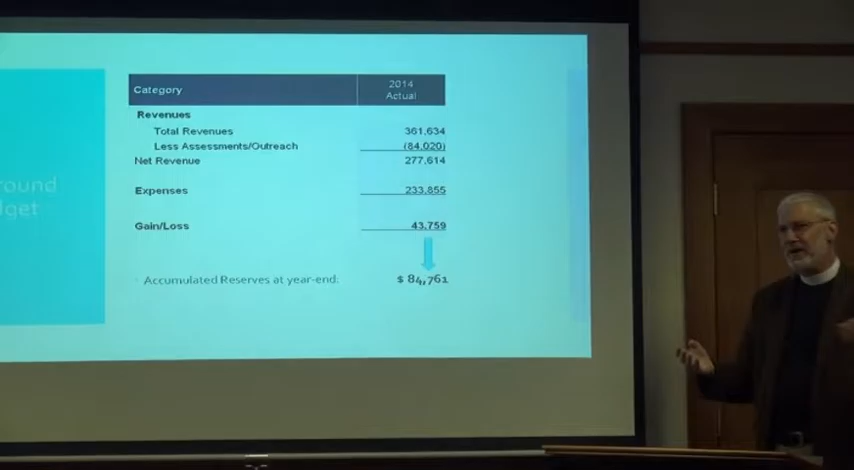 round
dget
Category
2014
Actual
Revenues
Total Revenues 361,634
Less Assessments/Outreach (84,020)
Net Revenue 277,614
Expenses 233,855
Gain/Loss 43,759
Accumulated Reserves at year-end: $ 84,761